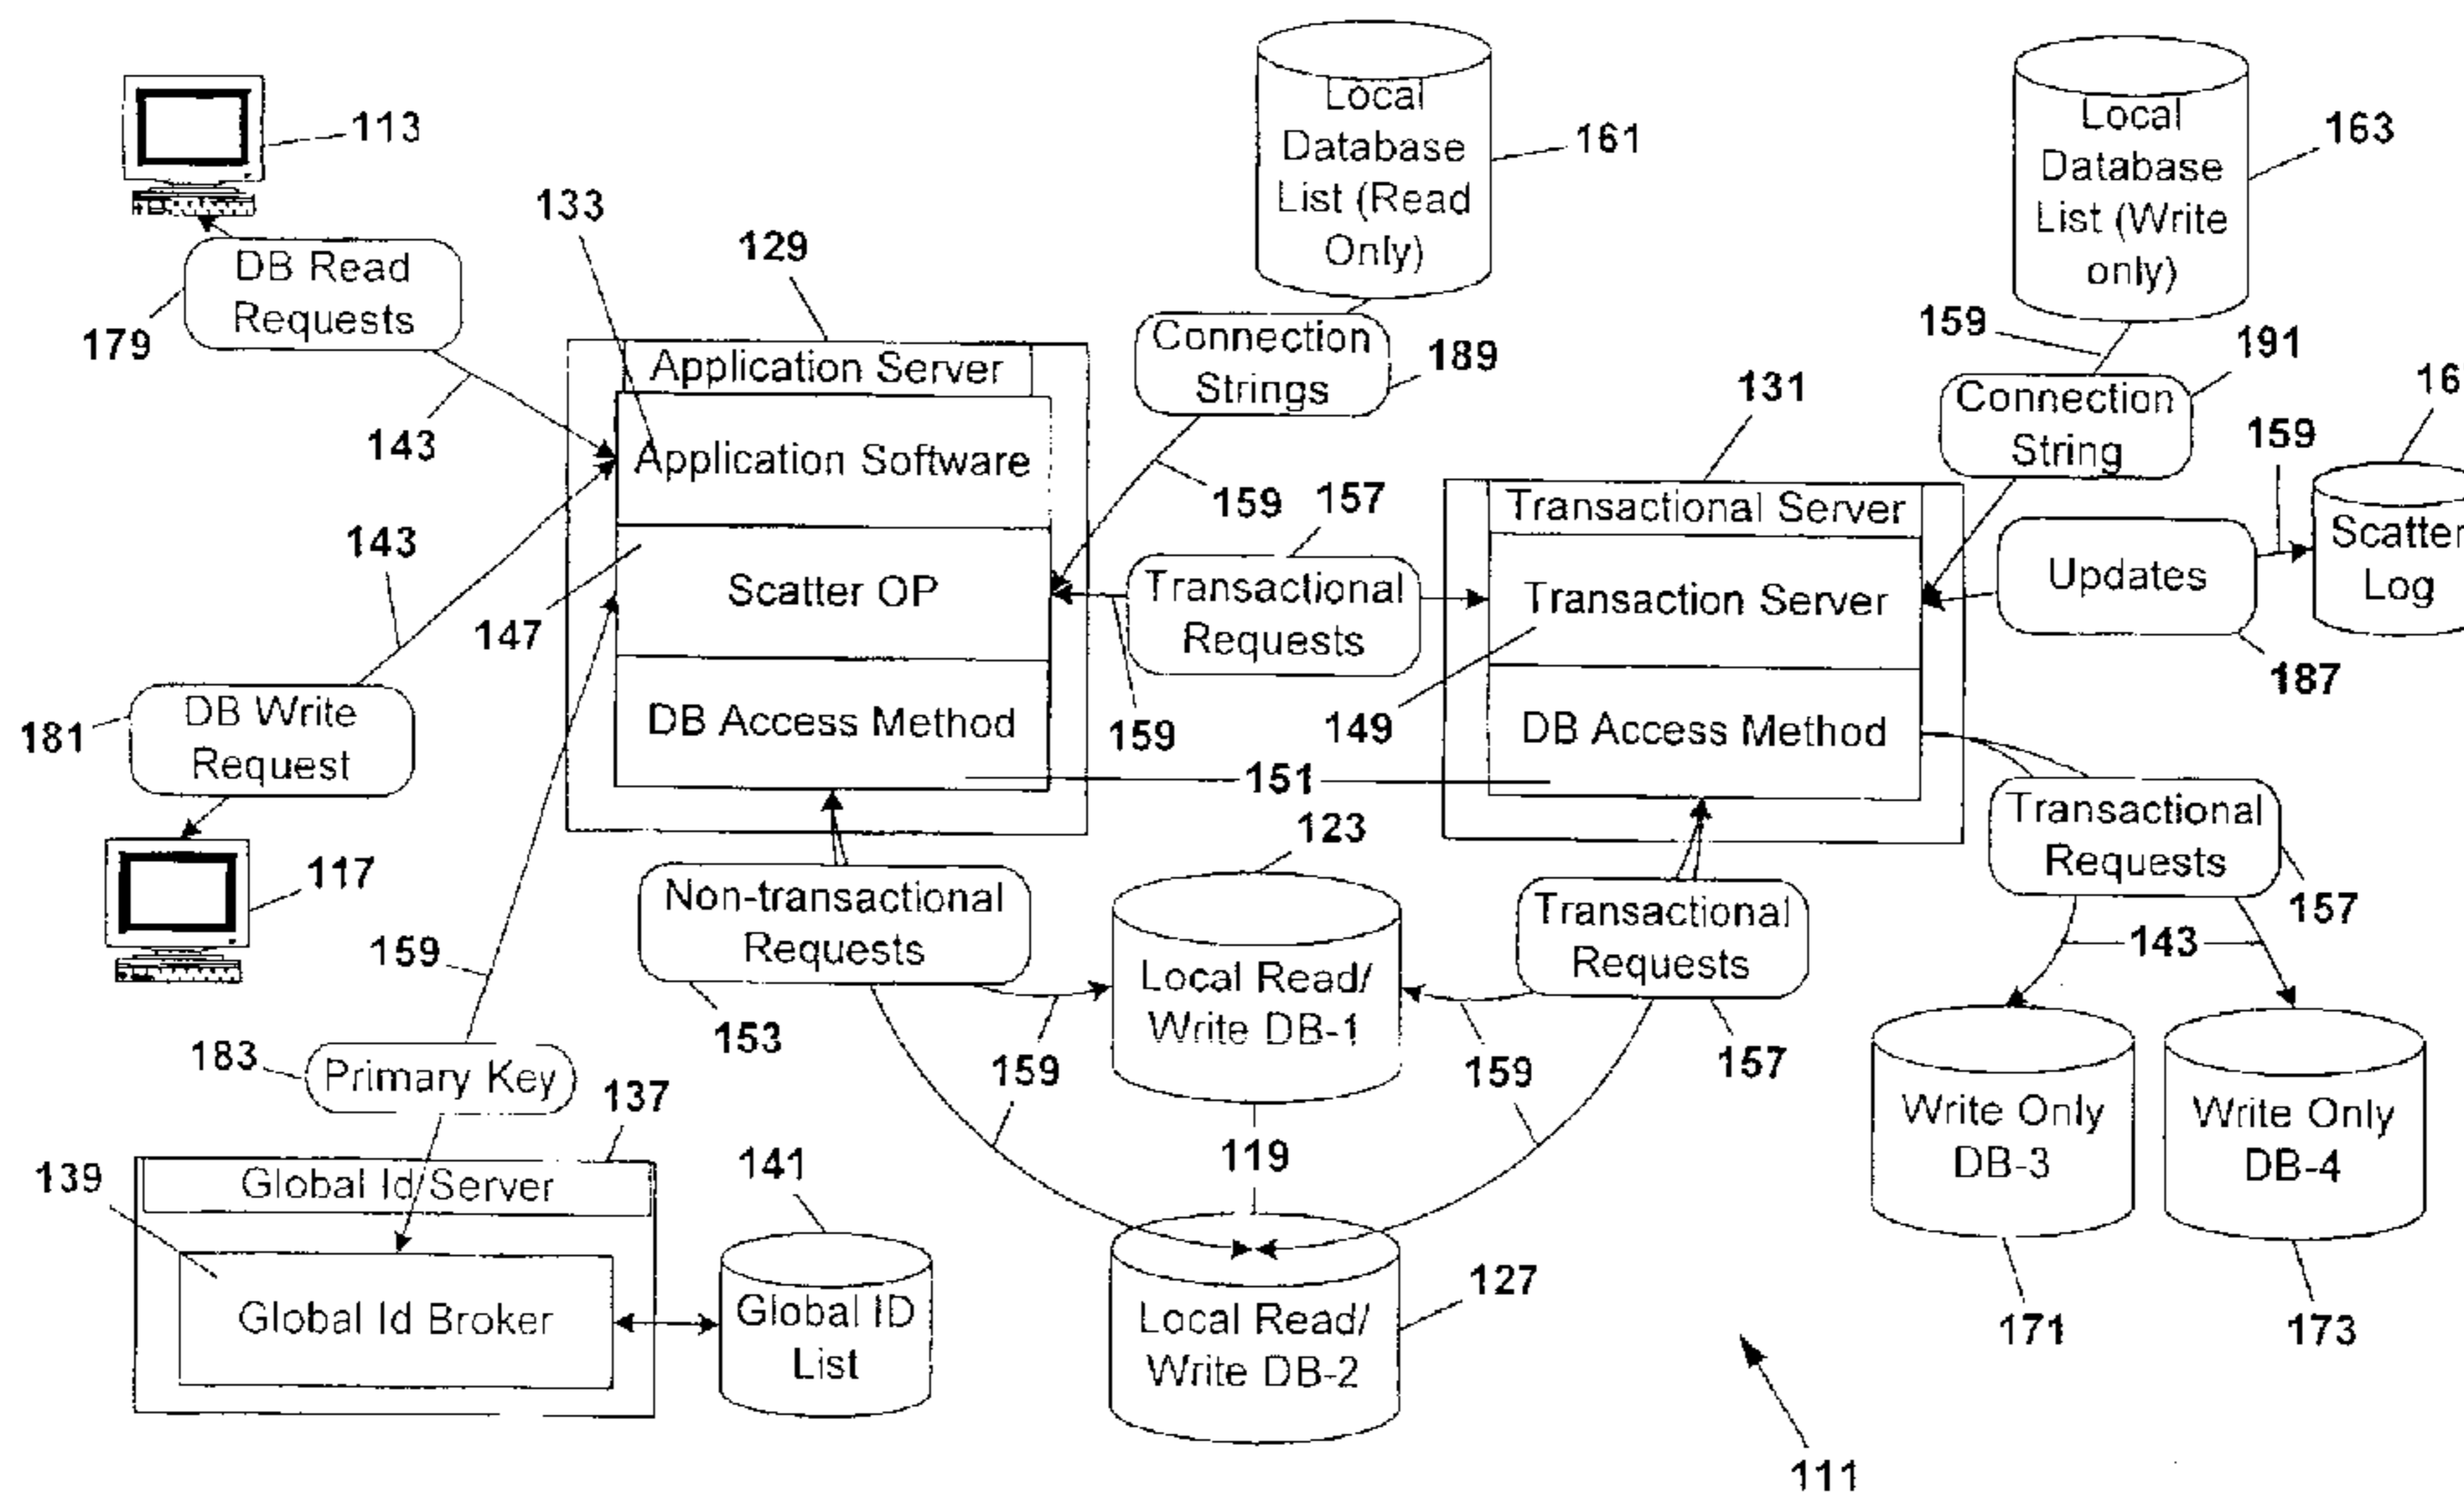 113
DB Read
Requests
179
143
133
129
Application Server
Application Software
Scatter OP
DB Access Method
147
143
DB Write
Request
181
117
159
Primary Key
183
137
Global Id Server
139
Global Id Broker
141
Global ID
List
Local
Database
List (Read
Only)
161
Connection
Strings
189
159
157
Transactional
Requests
159
151
Non-transactional
Requests
153
159
123
Local Read/
Write DB-1
119
Local Read/
Write DB-2
127
131
Transactional Server
Transaction Server
DB Access Method
149
Transactional
Requests
157
159
Local
Database
List (Write
only)
163
159
191
Connection
String
159
Updates
187
Scatter
Log
Transactional
Requests
157
143
Write Only
DB-3
171
Write Only
DB-4
173
111